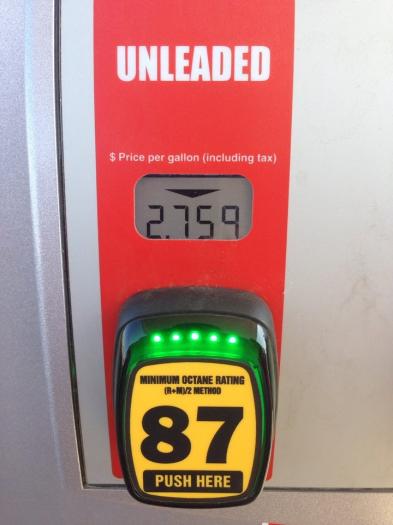 UNLEADED
$ Price per gallon (including tax)
2.759
MINIMUM OCTANE RATING
(R+M)/2 METHOD
87
PUSH HERE